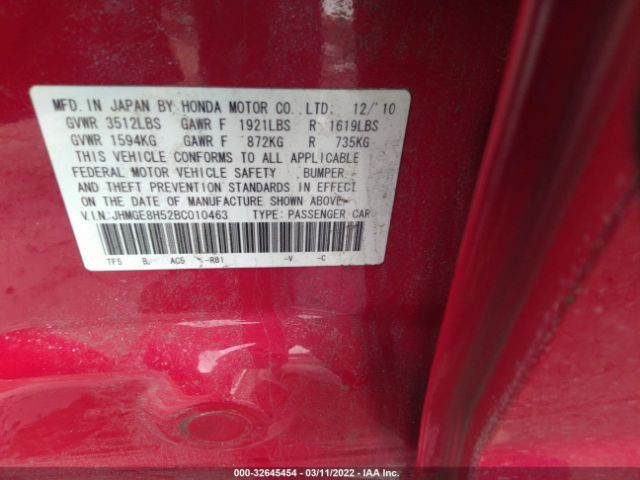 MFD. IN JAPAN BY HONDA MOTOR CO., LTD. 12/'10
GVWR 3512LBS GAWR F 1921LBS R 1619LBS
GVWR 1594KG GAWR F 872KG R 735KG
THIS VEHICLE CONFORMS TO ALL APPLICABLE
FEDERAL MOTOR VEHICLE SAFETY , BUMPER ,
AND THEFT PREVENTION STANDARDS IN EFFECT
ON THE DATE OF MANUFACTURE SHOWN ABOVE.
V.I.N.:JHMGE8H52BC010463 TYPE: PASSENGER CAR
TF5 AC5 -R81 -V -C
000-32645454 - 03/11/2022 - IAA Inc.